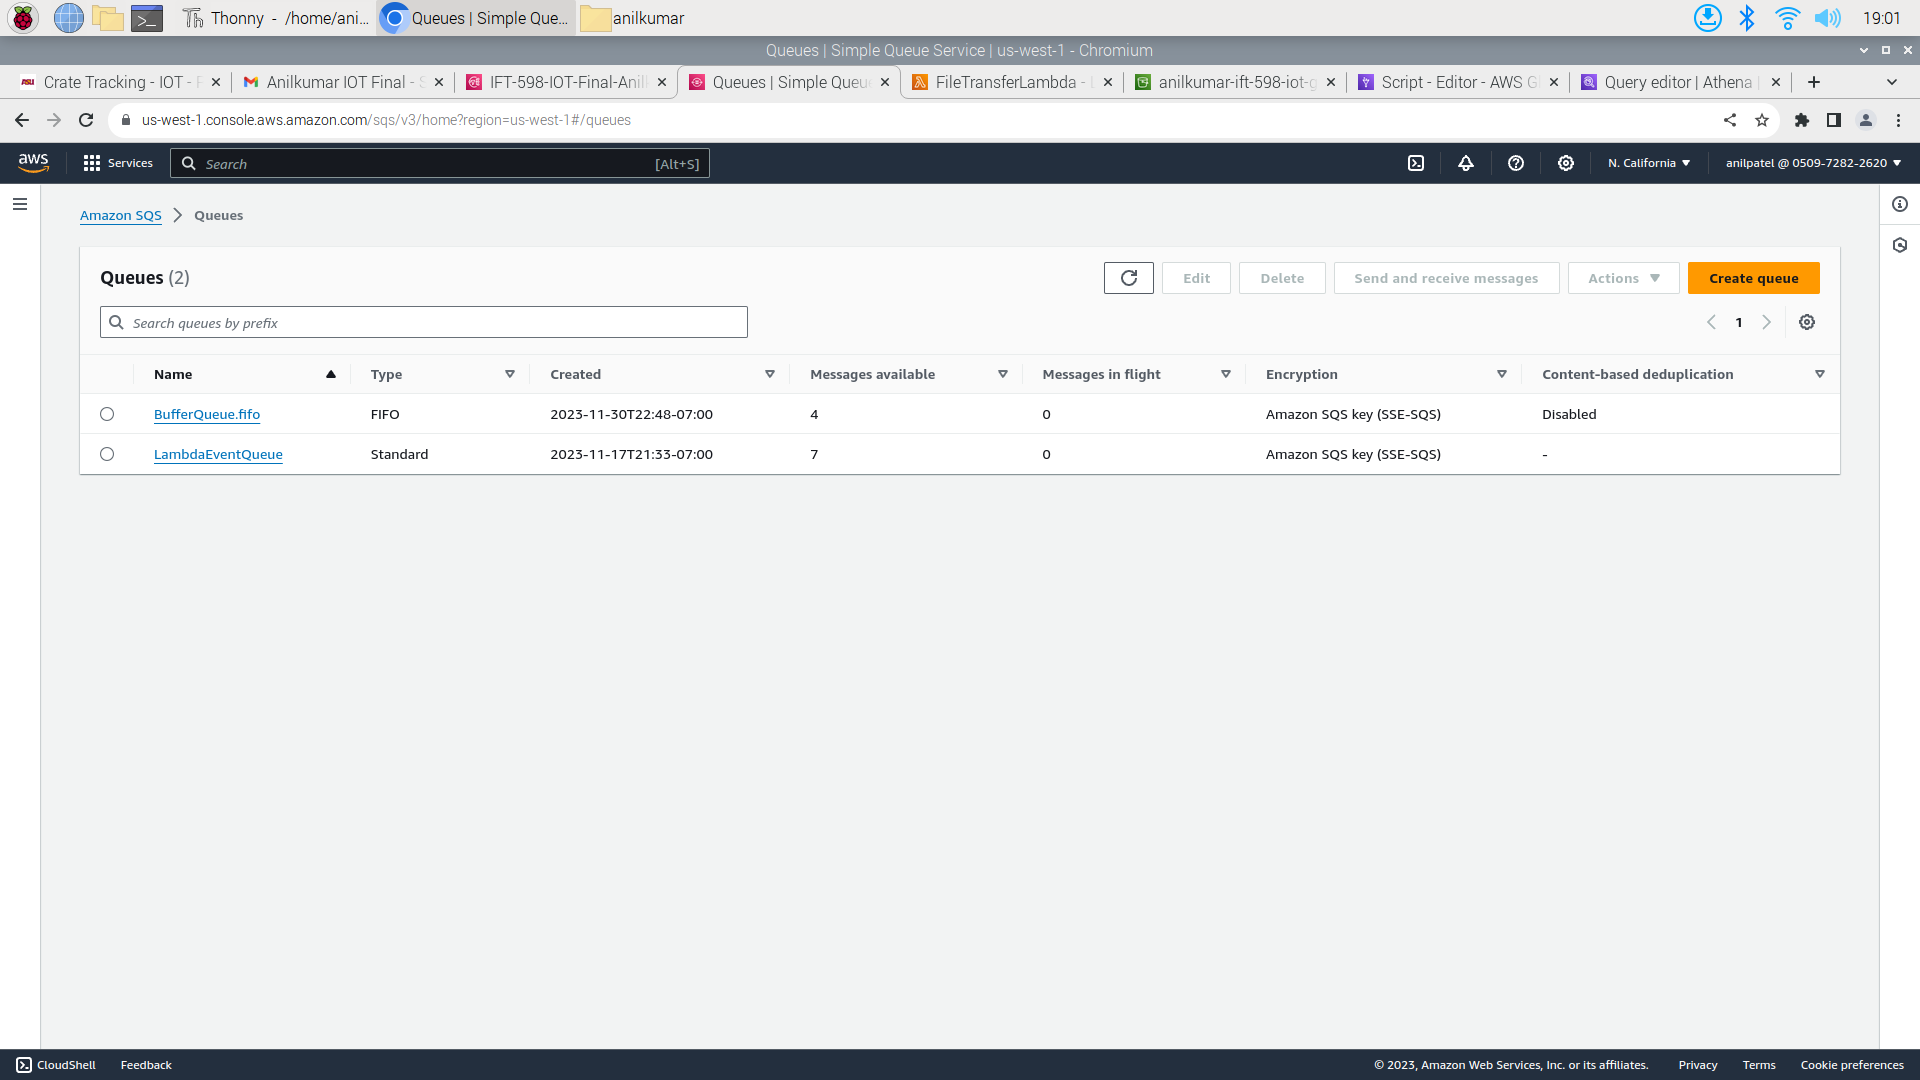 Thonny - /home/ani... Queues | Simple Que... anilkumar 19:01
Queues | Simple Queue Service | us-west-1 - Chromium
Crate Tracking - IOT - Anilkumar IOT Final - IFT-598-IOT-Final-Anil Queues | Simple Queu FileTransferLambda - anilkumar-ift-598-iot-g Script - Editor - AWS G Query editor | Athena
us-west-1.console.aws.amazon.com/sqs/v3/home?region=us-west-1#/queues
aws Services Search [Alt+S] N. California anilpatel @ 0509-7282-2620
Amazon SQS Queues
Queues (2) Edit Delete Send and receive messages Actions Create queue
Search queues by prefix 1
Name Type Created Messages available Messages in flight Encryption Content-based deduplication
BufferQueue.fifo FIFO 2023-11-30T22:48-07:00 4 0 Amazon SQS key (SSE-SQS) Disabled
LambdaEventQueue Standard 2023-11-17T21:33-07:00 7 0 Amazon SQS key (SSE-SQS) -
CloudShell Feedback © 2023, Amazon Web Services, Inc. or its affiliates. Privacy Terms Cookie preferences